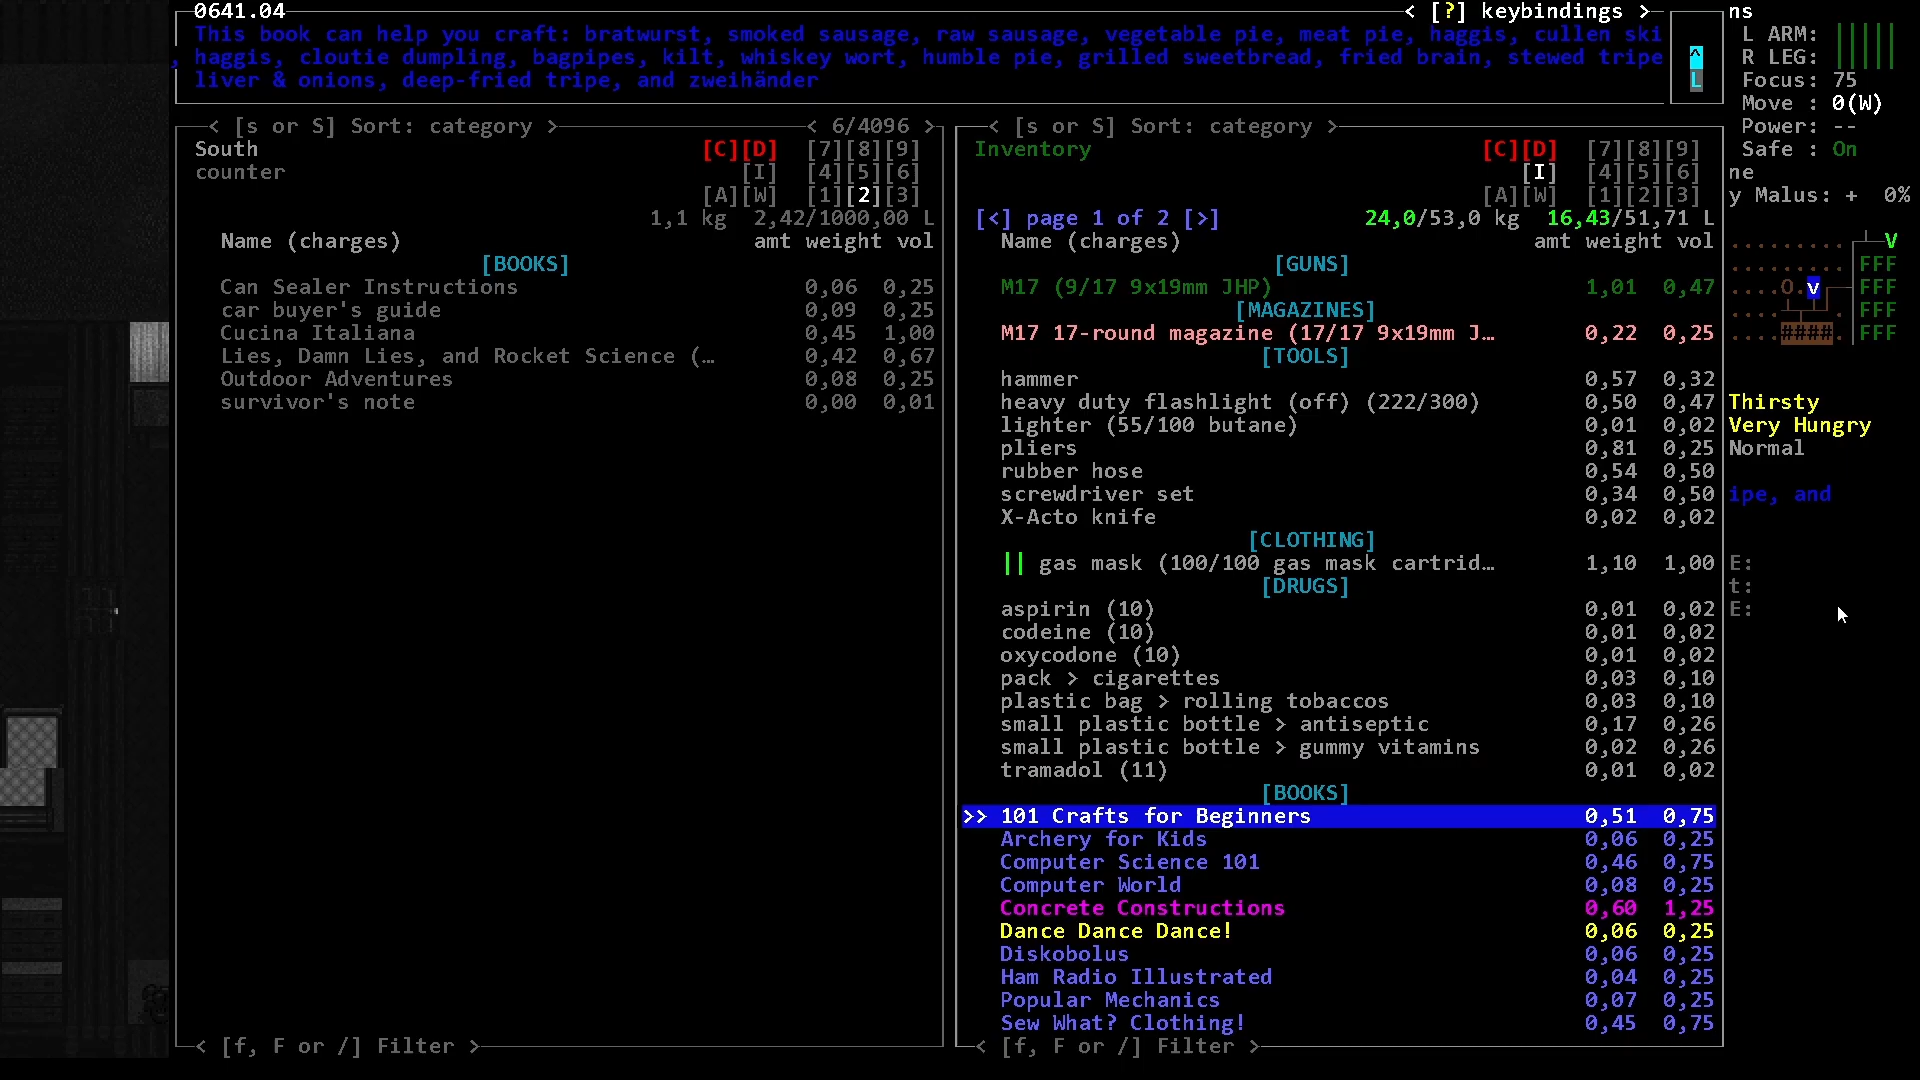 0641.04 < [?] keybindings >
This book can help you craft: bratwurst, smoked sausage, raw sausage, vegetable pie, meat pie, haggis, cullen ski
, haggis, cloutie dumpling, bagpipes, kilt, whiskey wort, humble pie, grilled sweetbread, fried brain, stewed tripe
liver & onions, deep-fried tripe, and zweihänder
^
L
< [s or S] Sort: category > < 6/4096 >
South [C][D] [7][8][9]
counter [I] [4][5][6]
[A][W] [1][2][3]
1,1 kg 2,42/1000,00 L
Name (charges) amt weight vol
[BOOKS]
Can Sealer Instructions 0,06 0,25
car buyer's guide 0,09 0,25
Cucina Italiana 0,45 1,00
Lies, Damn Lies, and Rocket Science (… 0,42 0,67
Outdoor Adventures 0,08 0,25
survivor's note 0,00 0,01
< [f, F or /] Filter >
< [s or S] Sort: category >
Inventory [C][D] [7][8][9]
[I] [4][5][6]
[A][W] [1][2][3]
[<] page 1 of 2 [>] 24,0/53,0 kg 16,43/51,71 L
Name (charges) amt weight vol
[GUNS]
M17 (9/17 9x19mm JHP) 1,01 0,47
[MAGAZINES]
M17 17-round magazine (17/17 9x19mm J… 0,22 0,25
[TOOLS]
hammer 0,57 0,32
heavy duty flashlight (off) (222/300) 0,50 0,47
lighter (55/100 butane) 0,01 0,02
pliers 0,81 0,25
rubber hose 0,54 0,50
screwdriver set 0,34 0,50
X-Acto knife 0,02 0,02
[CLOTHING]
|| gas mask (100/100 gas mask cartrid… 1,10 1,00
[DRUGS]
aspirin (10) 0,01 0,02
codeine (10) 0,01 0,02
oxycodone (10) 0,01 0,02
pack > cigarettes 0,03 0,10
plastic bag > rolling tobaccos 0,03 0,10
small plastic bottle > antiseptic 0,17 0,26
small plastic bottle > gummy vitamins 0,02 0,26
tramadol (11) 0,01 0,02
[BOOKS]
>> 101 Crafts for Beginners 0,51 0,75
Archery for Kids 0,06 0,25
Computer Science 101 0,46 0,75
Computer World 0,08 0,25
Concrete Constructions 0,60 1,25
Dance Dance Dance! 0,06 0,25
Diskobolus 0,06 0,25
Ham Radio Illustrated 0,04 0,25
Popular Mechanics 0,07 0,25
Sew What? Clothing! 0,45 0,75
< [f, F or /] Filter >
ns
L ARM: |||||
R LEG: |||||
Focus: 75
Move : 0(W)
Power: --
Safe : On
ne
y Malus: + 0%
V
FFF
O.v FFF
FFF
#### FFF
Thirsty
Very Hungry
Normal
ipe, and
E:
t:
E: